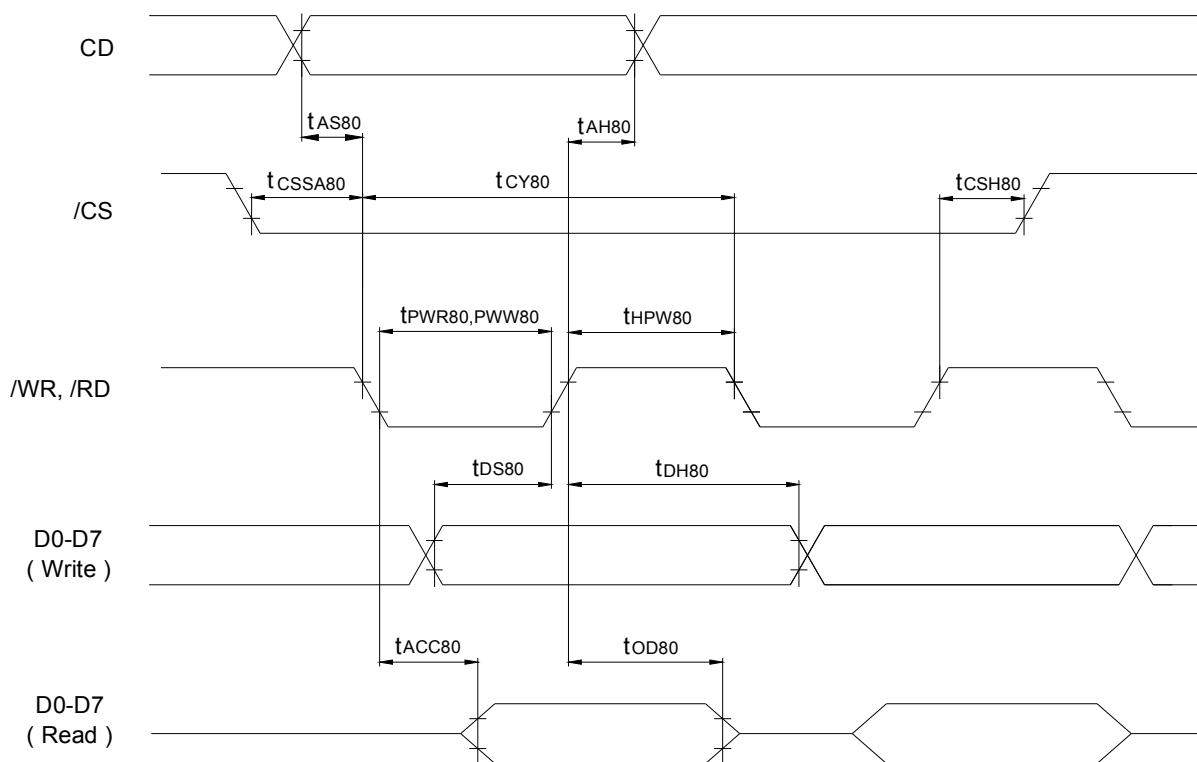 CD
tAS80
tAH80
tCSSA80
tCY80
tCSH80
/CS
tPWR80,PWW80
tHPW80
/WR, /RD
tDS80
tDH80
D0-D7
( Write )
tACC80
tOD80
D0-D7
( Read )